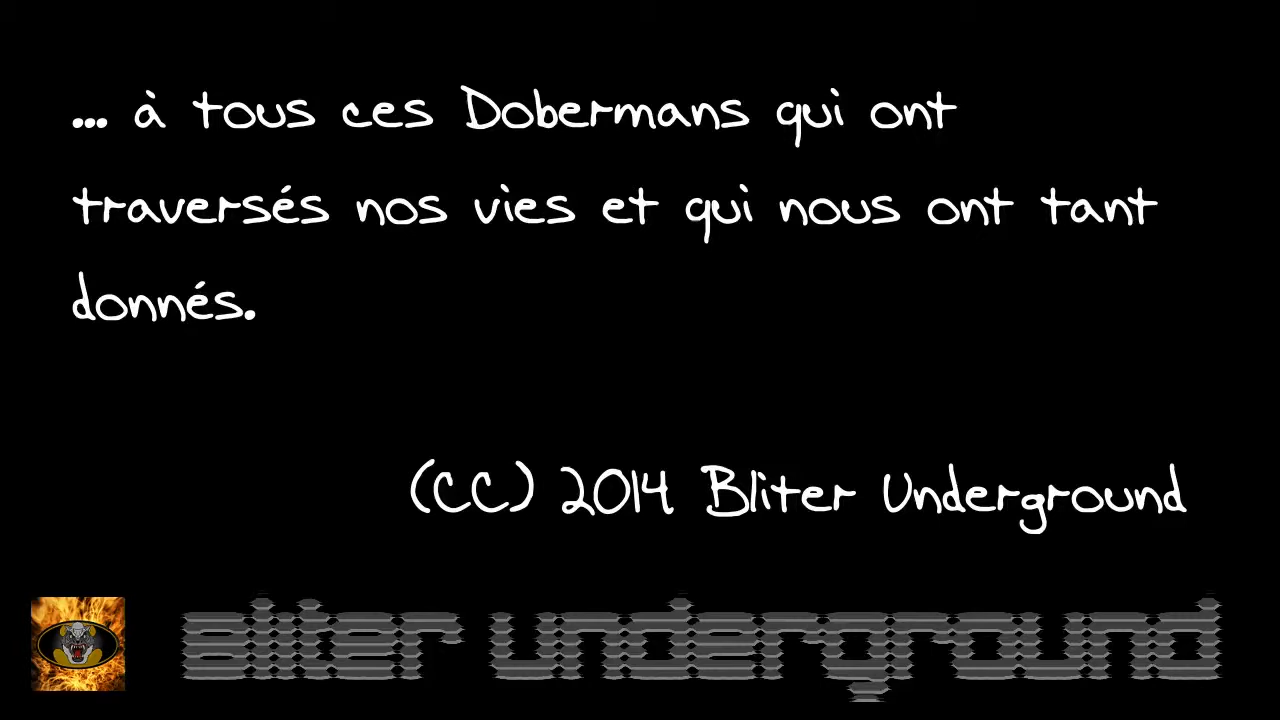 ... à tous ces Dobermans qui ont
traversés nos vies et qui nous ont tant
donnés.
(CC) 2014 Bliter Underground
Bliter underground